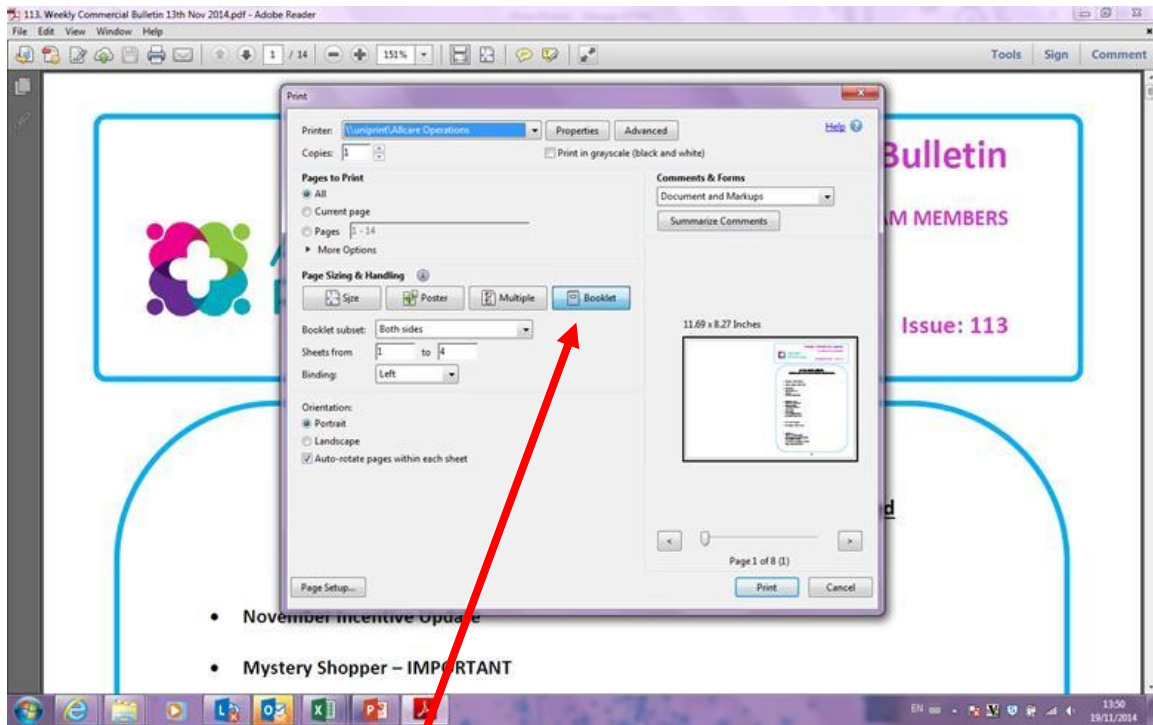 113. Weekly Commercial Bulletin 13th Nov 2014.pdf - Adobe Reader
File Edit View Window Help
1 / 14 151% Tools Sign Comment
Print
Printer: \\uniprint\Allcare Operations Properties Advanced Help
Copies: 1 Print in grayscale (black and white)
Pages to Print
All
Current page
Pages 1 - 14
More Options
Page Sizing & Handling
Size Poster Multiple Booklet
Booklet subset: Both sides
Sheets from 1 to 4
Binding: Left
Orientation:
Portrait
Landscape
Auto-rotate pages within each sheet
Comments & Forms
Document and Markups
Summarize Comments
11.69 x 8.27 Inches
< >
Page 1 of 8 (1)
Page Setup... Print Cancel
Bulletin
AM MEMBERS
Issue: 113
d
• November Incentive Update
• Mystery Shopper – IMPORTANT
EN 13:50
19/11/2014